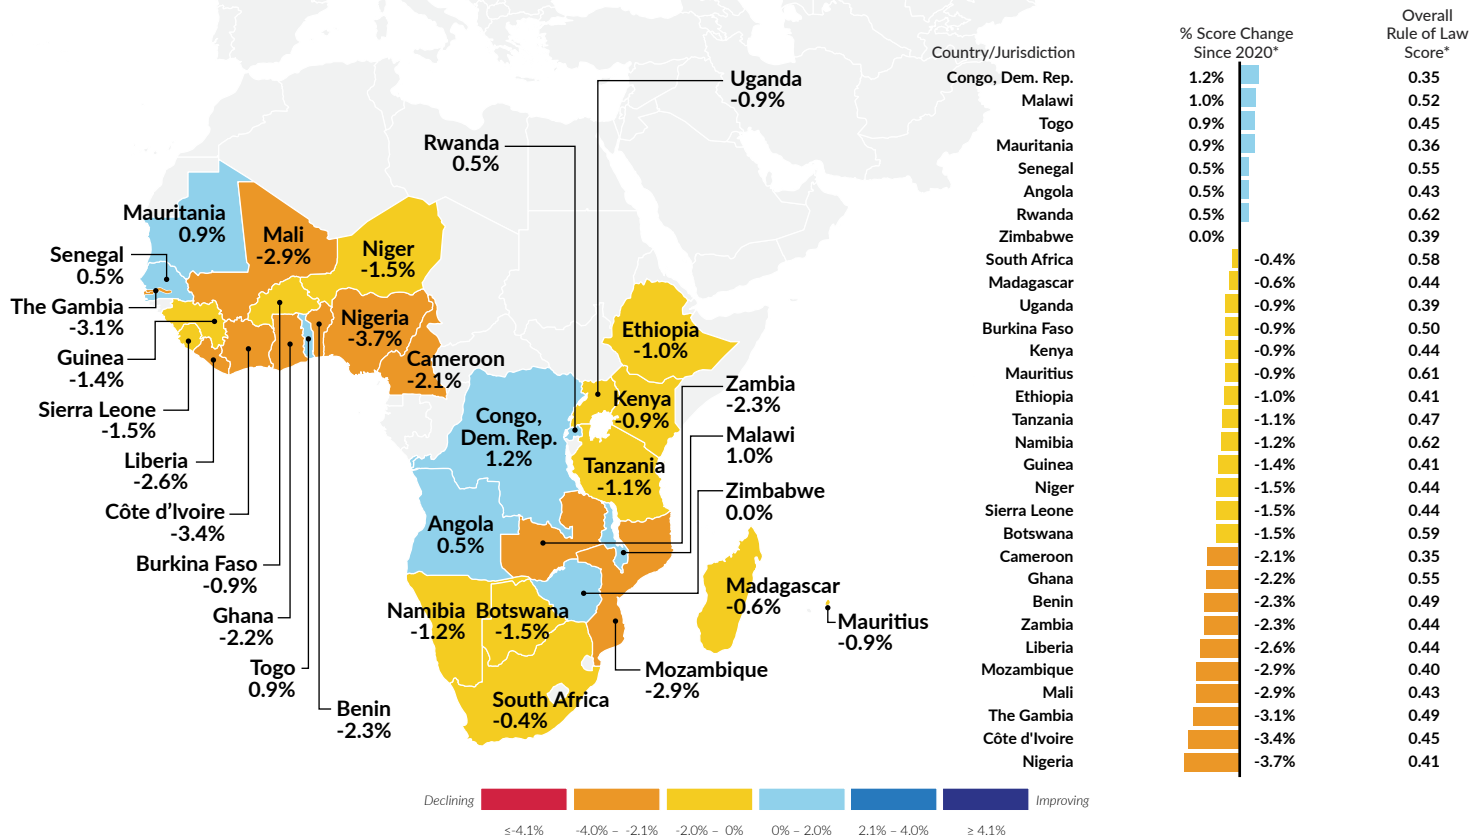 Uganda
-0.9%
Rwanda
0.5%
Mauritania
0.9%
Mali
-2.9%
Niger
-1.5%
Senegal
0.5%
The Gambia
-3.1%
Nigeria
-3.7%
Guinea
-1.4%
Cameroon
-2.1%
Ethiopia
-1.0%
Sierra Leone
-1.5%
Congo,
Dem. Rep.
1.2%
Kenya
-0.9%
Zambia
-2.3%
Malawi
1.0%
Liberia
-2.6%
Tanzania
-1.1%
Zimbabwe
0.0%
Côte d’Ivoire
-3.4%
Angola
0.5%
Burkina Faso
-0.9%
Ghana
-2.2%
Namibia
-1.2%
Botswana
-1.5%
Madagascar
-0.6%
Mauritius
-0.9%
Togo
0.9%
Mozambique
-2.9%
Benin
-2.3%
South Africa
-0.4%
Country/Jurisdiction
% Score Change
Since 2020*
Overall
Rule of Law
Score*
Congo, Dem. Rep. 1.2% 0.35
Malawi 1.0% 0.52
Togo 0.9% 0.45
Mauritania 0.9% 0.36
Senegal 0.5% 0.55
Angola 0.5% 0.43
Rwanda 0.5% 0.62
Zimbabwe 0.0% 0.39
South Africa -0.4% 0.58
Madagascar -0.6% 0.44
Uganda -0.9% 0.39
Burkina Faso -0.9% 0.50
Kenya -0.9% 0.44
Mauritius -0.9% 0.61
Ethiopia -1.0% 0.41
Tanzania -1.1% 0.47
Namibia -1.2% 0.62
Guinea -1.4% 0.41
Niger -1.5% 0.44
Sierra Leone -1.5% 0.44
Botswana -1.5% 0.59
Cameroon -2.1% 0.35
Ghana -2.2% 0.55
Benin -2.3% 0.49
Zambia -2.3% 0.44
Liberia -2.6% 0.44
Mozambique -2.9% 0.40
Mali -2.9% 0.43
The Gambia -3.1% 0.49
Côte d'Ivoire -3.4% 0.45
Nigeria -3.7% 0.41
Declining Improving
≤-4.1% -4.0% – -2.1% -2.0% – 0% 0% – 2.0% 2.1% – 4.0% ≥ 4.1%